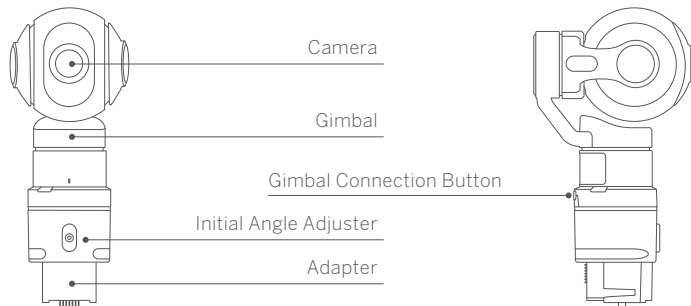 Camera
Gimbal
Gimbal Connection Button
Initial Angle Adjuster
Adapter